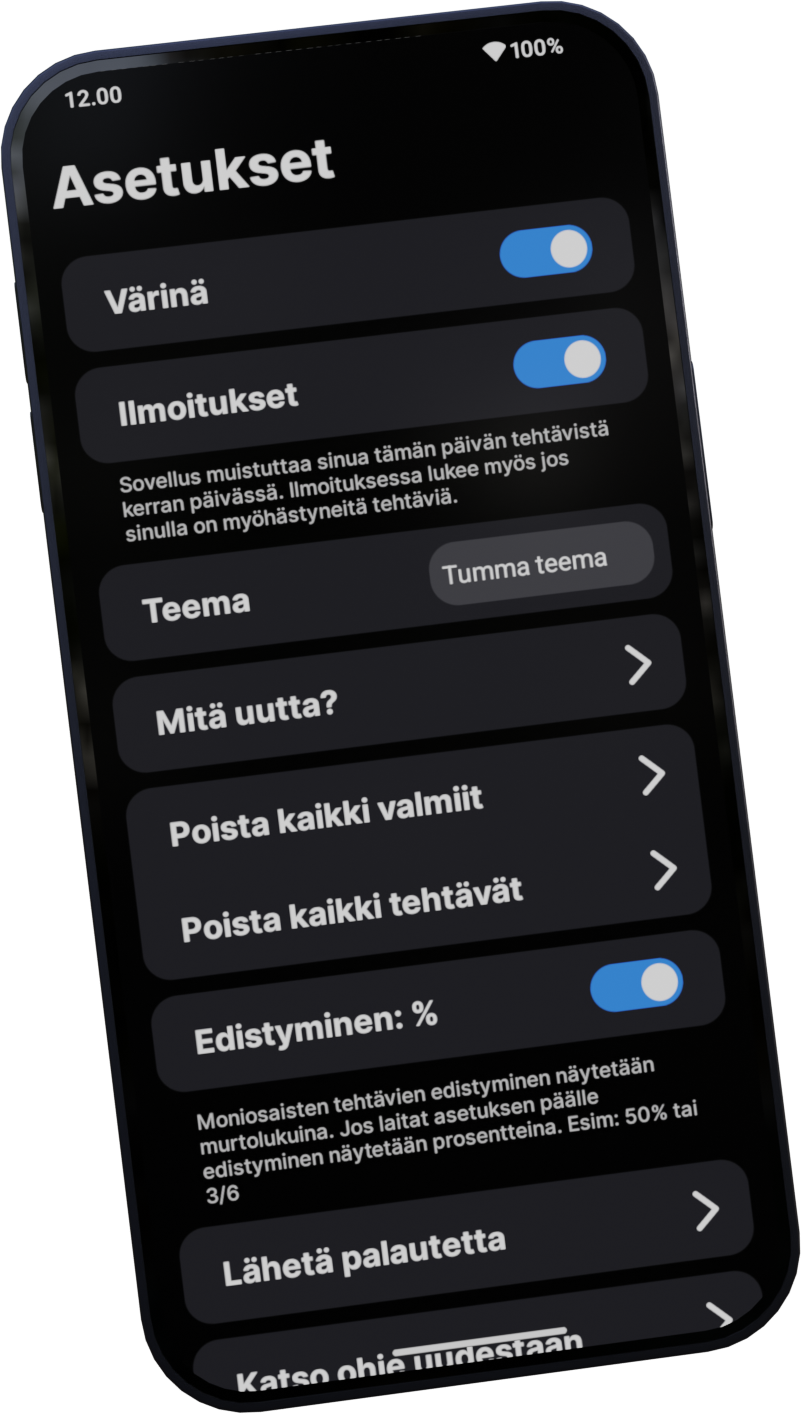 12.00
100%
Asetukset
Värinä
Ilmoitukset
Sovellus muistuttaa sinua tämän päivän tehtävistä
kerran päivässä. Ilmoituksessa lukee myös jos
sinulla on myöhästyneitä tehtäviä.
Teema
Tumma teema
Mitä uutta?
Poista kaikki valmiit
Poista kaikki tehtävät
Edistyminen: %
Moniosaisten tehtävien edistyminen näytetään
murtolukuina. Jos laitat asetuksen päälle
edistyminen näytetään prosentteina. Esim: 50% tai
3/6
Lähetä palautetta
Katso ohje uudestaan